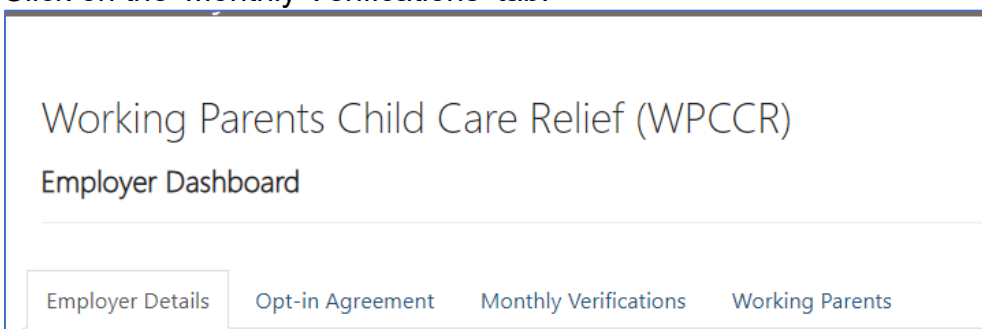 Click on the 'Monthly Verifications' tab.
Working Parents Child Care Relief (WPCCR)
Employer Dashboard
Employer Details Opt-in Agreement Monthly Verifications Working Parents